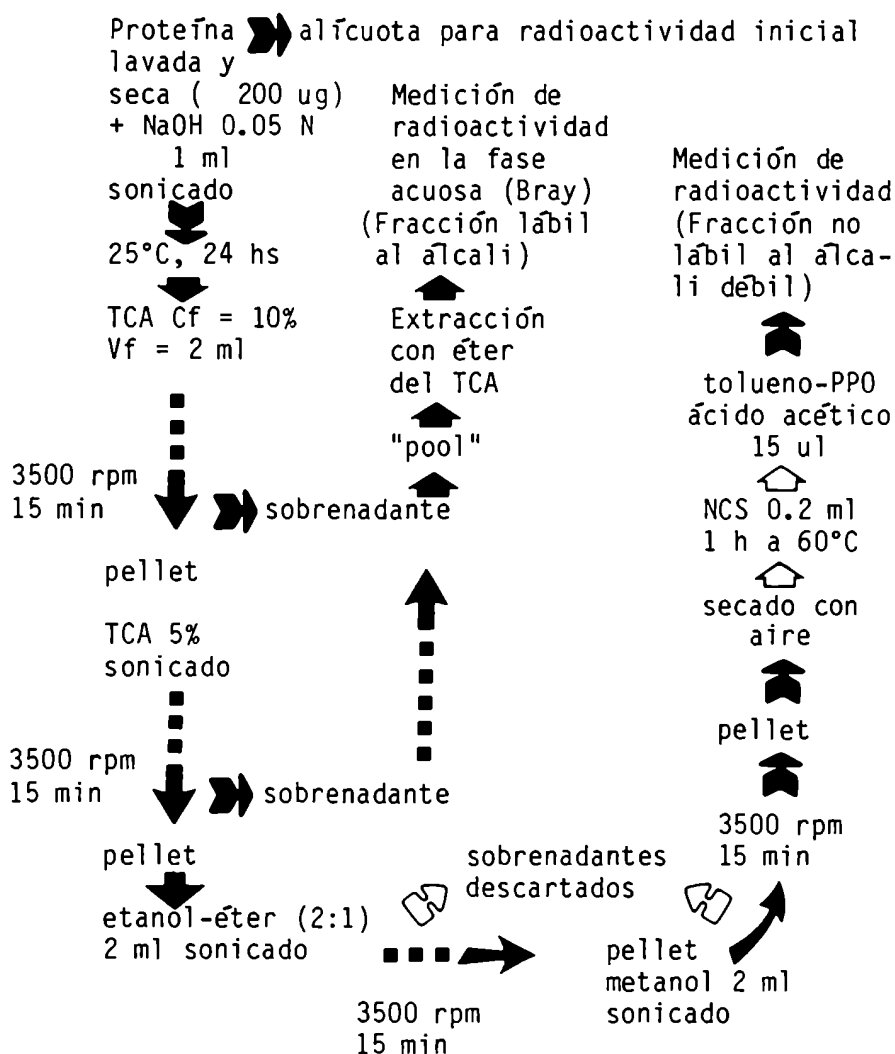 Proteína alícuota para radioactividad inicial
lavada y
seca ( 200 ug)
+ NaOH 0.05 N
1 ml
sonicado
25°C, 24 hs
TCA Cf = 10%
Vf = 2 ml
3500 rpm
15 min
sobrenadante
pellet
TCA 5%
sonicado
3500 rpm
15 min
sobrenadante
pellet
etanol-éter (2:1)
2 ml sonicado
3500 rpm
15 min
sobrenadantes
descartados
pellet
metanol 2 ml
sonicado
Medición de
radioactividad
en la fase
acuosa (Bray)
(Fracción lábil
al álcali)
Extracción
con éter
del TCA
"pool"
Medición de
radioactividad
(Fracción no
lábil al álca-
li débil)
tolueno-PPO
ácido acético
15 ul
NCS 0.2 ml
1 h a 60°C
secado con
aire
pellet
3500 rpm
15 min